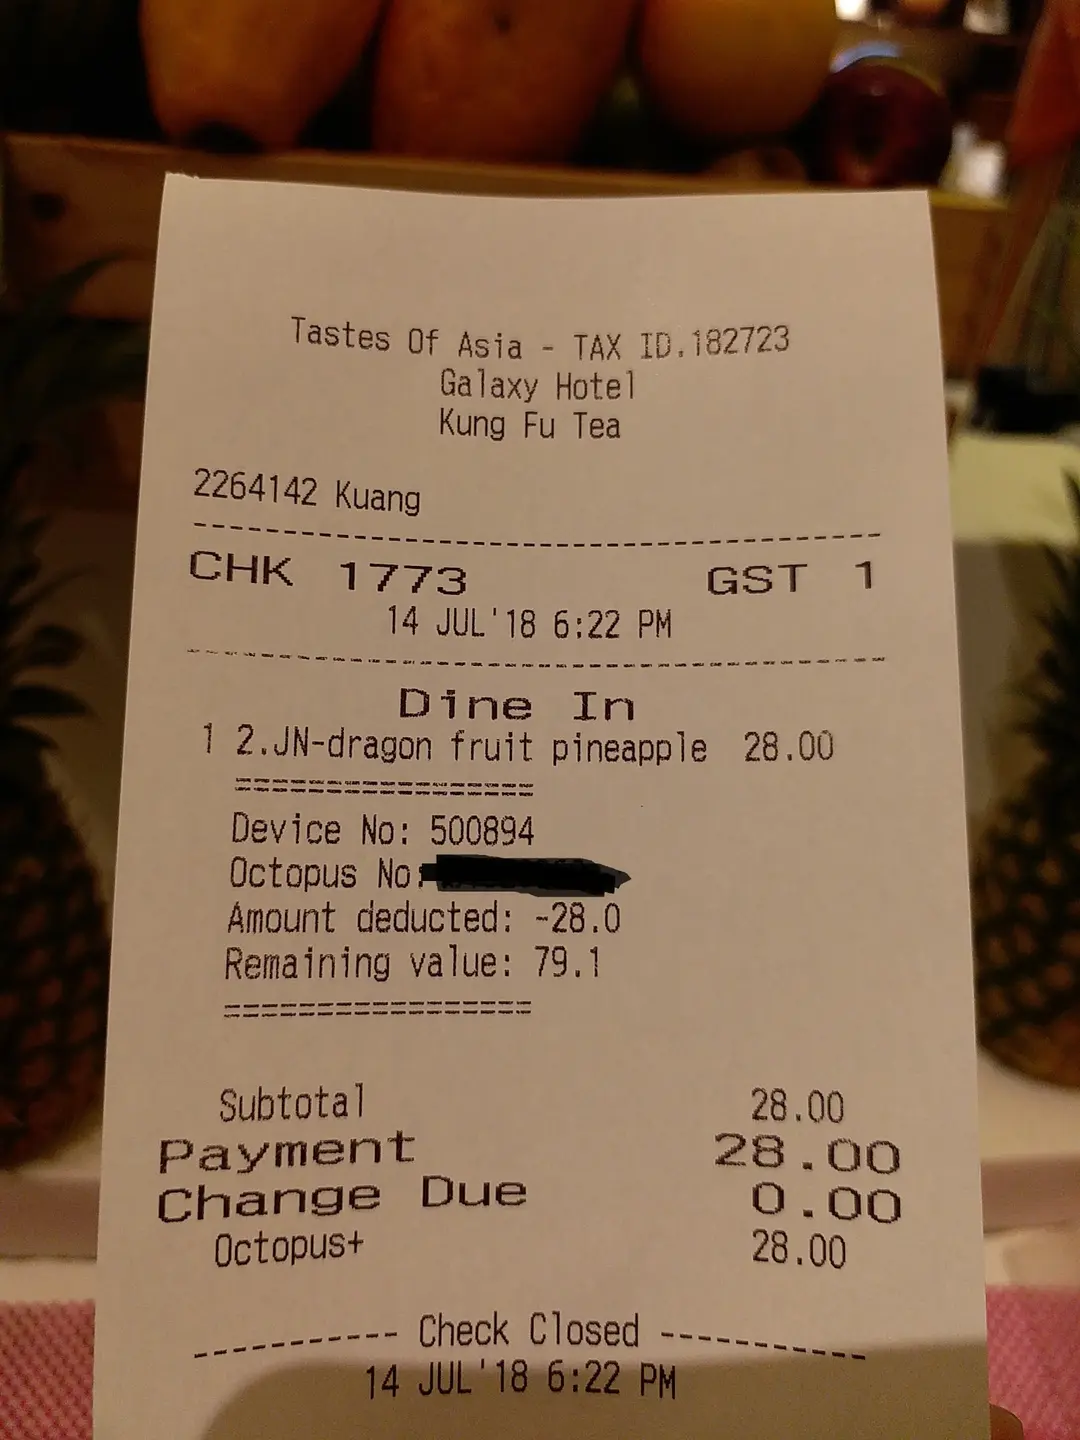 Tastes Of Asia - TAX ID.182723
Galaxy Hotel
Kung Fu Tea
2264142 Kuang
CHK 1773 GST 1
14 JUL'18 6:22 PM
Dine In
1 2.JN-dragon fruit pineapple 28.00
Device No: 500894
Octopus No:
Amount deducted: -28.0
Remaining value: 79.1
Subtotal 28.00
Payment 28.00
Change Due 0.00
Octopus+ 28.00
Check Closed
14 JUL'18 6:22 PM